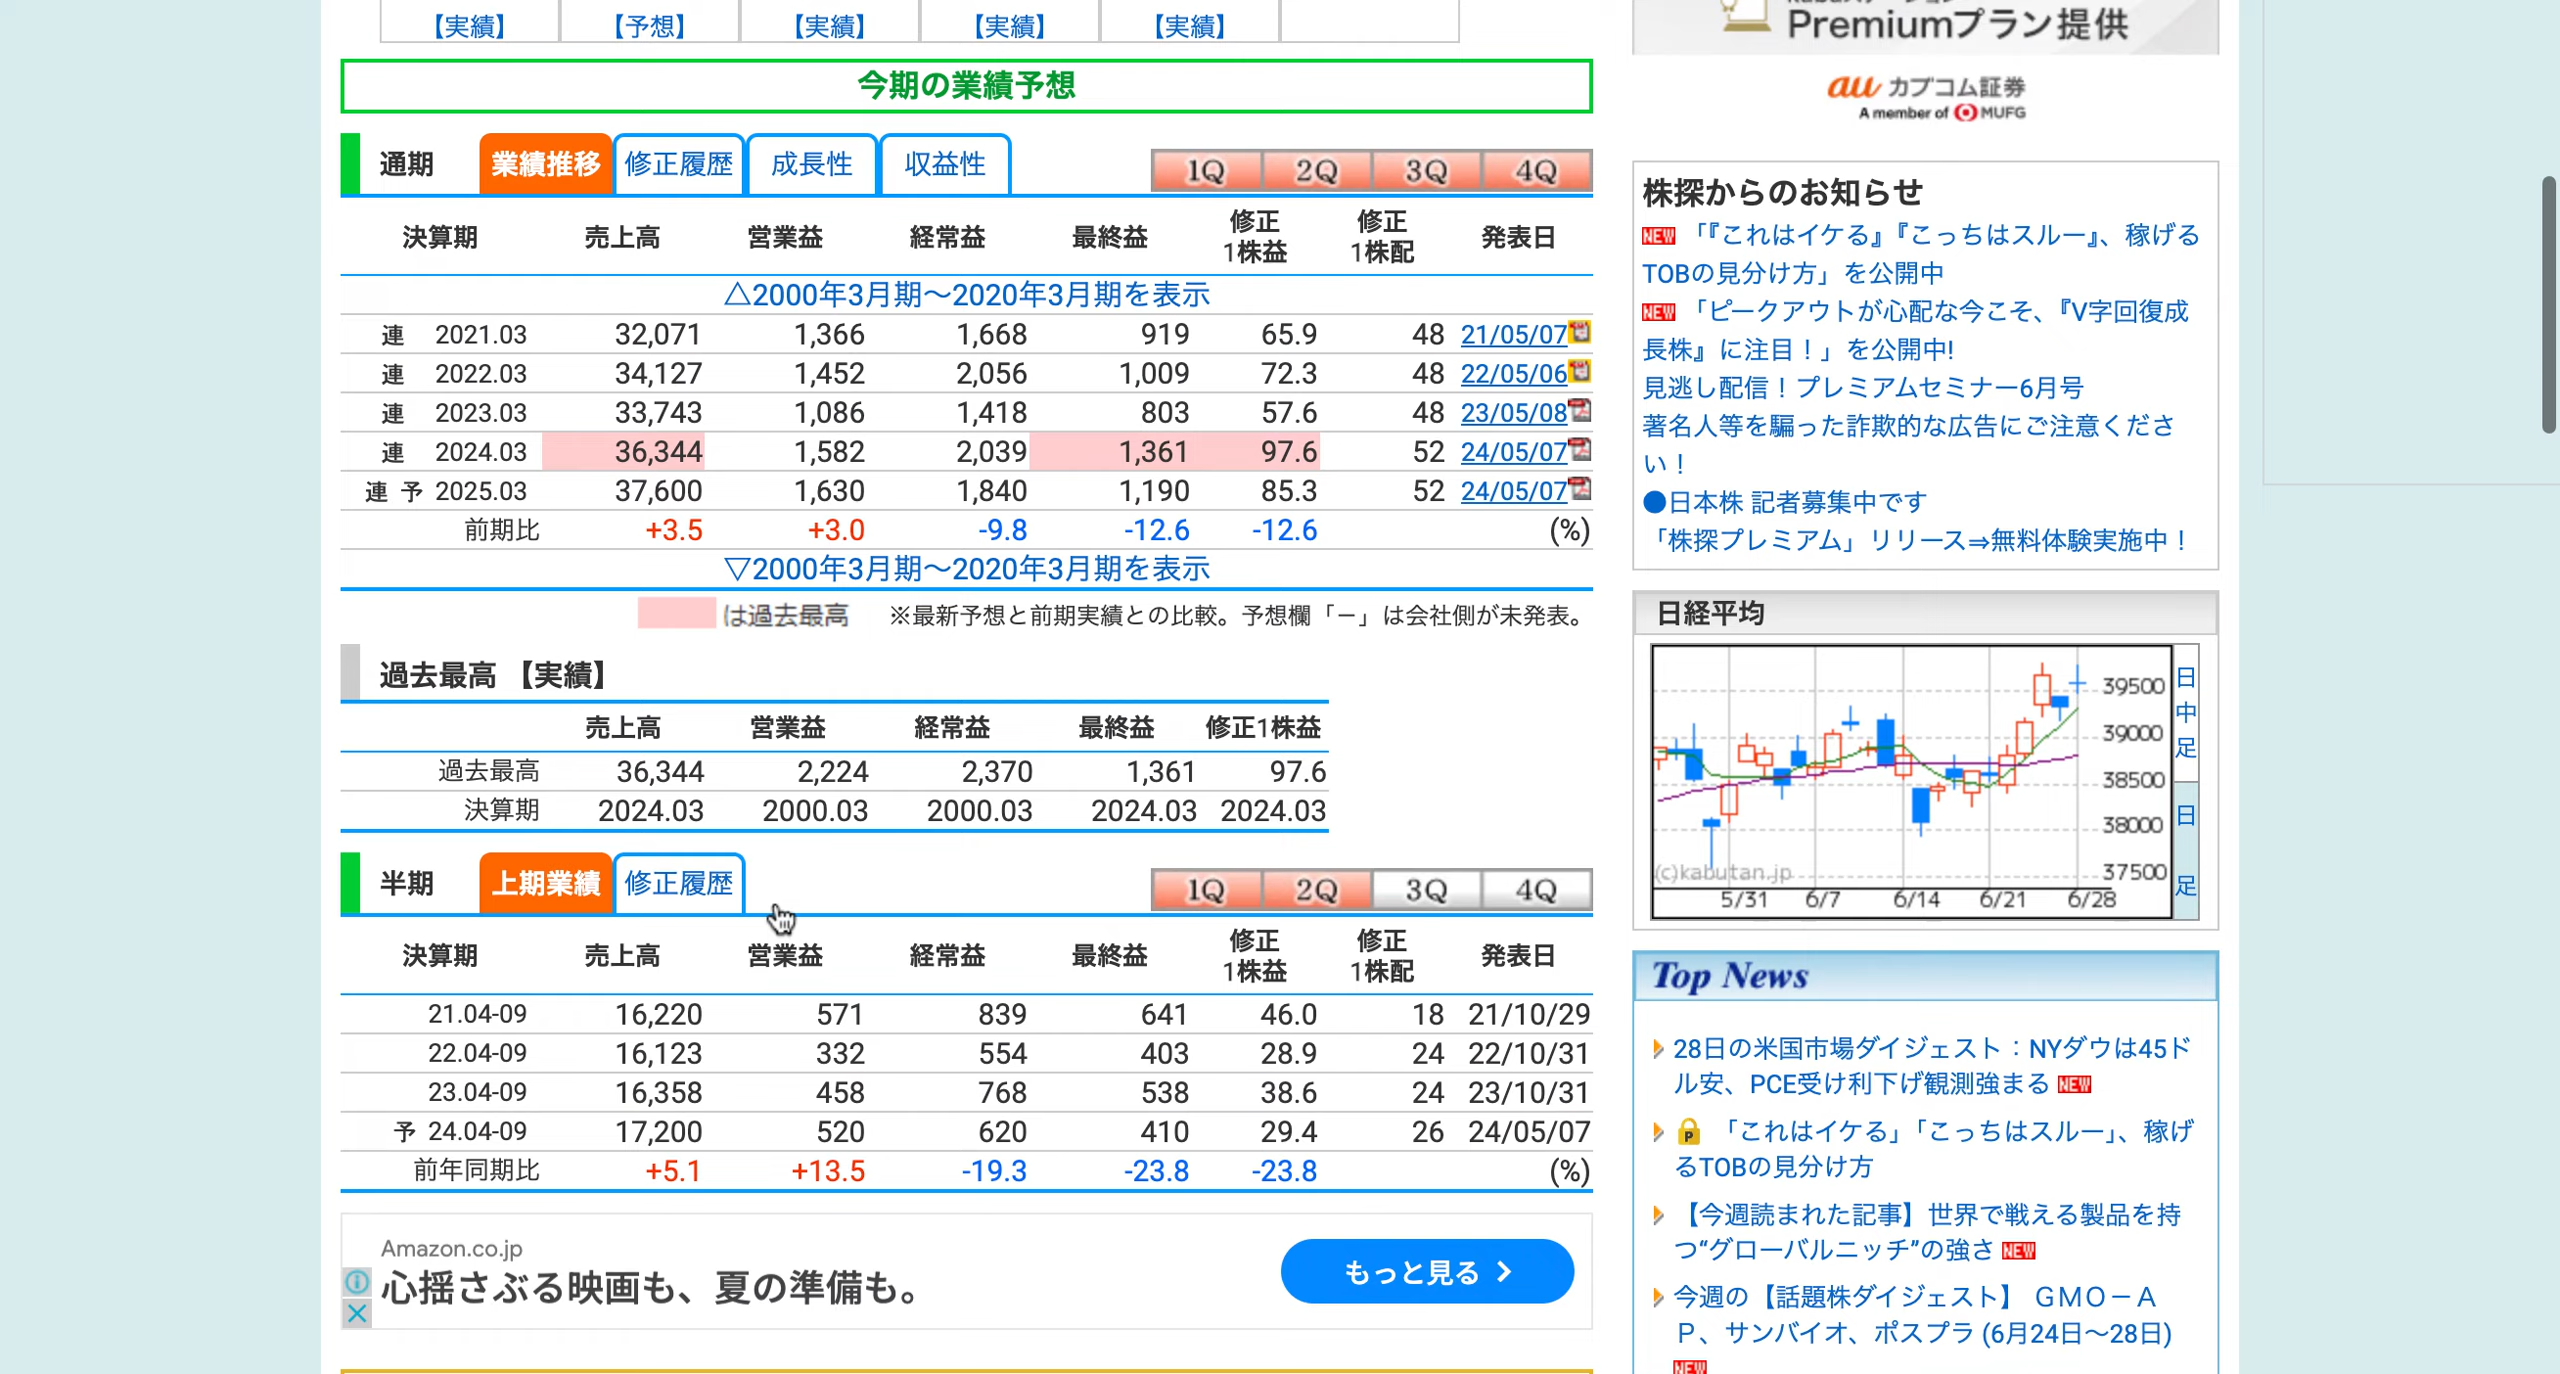 【実績】 【予想】 【実績】 【実績】 【実績】
今期の業績予想
通期 業績推移 修正履歴 成長性 収益性 1Q 2Q 3Q 4Q
決算期 売上高 営業益 経常益 最終益 修正1株益 修正1株配 発表日
△2000年3月期〜2020年3月期を表示
連 2021.03 32,071 1,366 1,668 919 65.9 48 21/05/07
連 2022.03 34,127 1,452 2,056 1,009 72.3 48 22/05/06
連 2023.03 33,743 1,086 1,418 803 57.6 48 23/05/08
連 2024.03 36,344 1,582 2,039 1,361 97.6 52 24/05/07
連 予 2025.03 37,600 1,630 1,840 1,190 85.3 52 24/05/07
前期比 +3.5 +3.0 -9.8 -12.6 -12.6 (%)
▽2000年3月期〜2020年3月期を表示
は過去最高 ※最新予想と前期実績との比較。予想欄「－」は会社側が未発表。
過去最高 【実績】
売上高 営業益 経常益 最終益 修正1株益
過去最高 36,344 2,224 2,370 1,361 97.6
決算期 2024.03 2000.03 2000.03 2024.03 2024.03
半期 上期業績 修正履歴 1Q 2Q 3Q 4Q
決算期 売上高 営業益 経常益 最終益 修正1株益 修正1株配 発表日
21.04-09 16,220 571 839 641 46.0 18 21/10/29
22.04-09 16,123 332 554 403 28.9 24 22/10/31
23.04-09 16,358 458 768 538 38.6 24 23/10/31
予 24.04-09 17,200 520 620 410 29.4 26 24/05/07
前年同期比 +5.1 +13.5 -19.3 -23.8 -23.8 (%)
Amazon.co.jp
心揺さぶる映画も、夏の準備も。
もっと見る
Premiumプラン提供
au カブコム証券
A member of MUFG
株探からのお知らせ
NEW 「『これはイケる』『こっちはスルー』、稼げる
TOBの見分け方」を公開中
NEW 「ピークアウトが心配な今こそ、『V字回復成
長株』に注目！」を公開中!
見逃し配信！プレミアムセミナー6月号
著名人等を騙った詐欺的な広告にご注意くださ
い！
●日本株 記者募集中です
「株探プレミアム」リリース⇒無料体験実施中！
日経平均
39500
39000
38500
38000
37500
(c)kabutan.jp
5/31 6/7 6/14 6/21 6/28
日中足
日足
Top News
28日の米国市場ダイジェスト：NYダウは45ド
ル安、PCE受け利下げ観測強まる NEW
P 「これはイケる」「こっちはスルー」、稼げ
るTOBの見分け方
【今週読まれた記事】世界で戦える製品を持
つ“グローバルニッチ”の強さ NEW
今週の【話題株ダイジェスト】 ＧＭＯ－Ａ
Ｐ、サンバイオ、ポスプラ (6月24日〜28日)
NEW